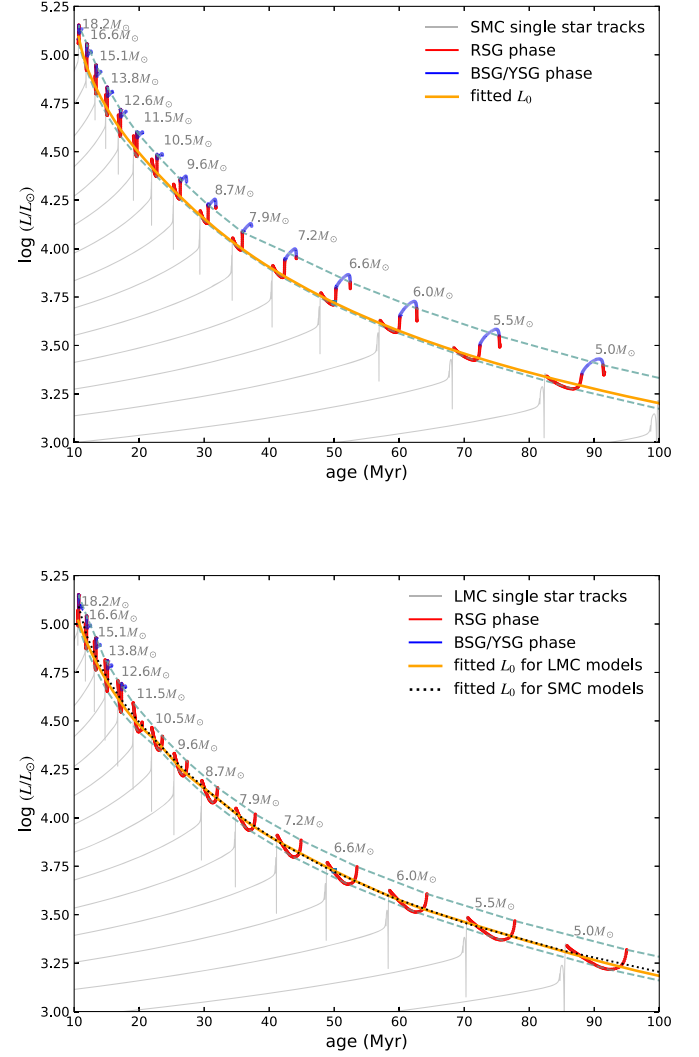 SMC single star tracks
RSG phase
BSG/YSG phase
fitted L₀
18.2M⊙
16.6M⊙
15.1M⊙
13.8M⊙
12.6M⊙
11.5M⊙
10.5M⊙
9.6M⊙
8.7M⊙
7.9M⊙
7.2M⊙
6.6M⊙
6.0M⊙
5.5M⊙
5.0M⊙
5.25
5.00
4.75
4.50
4.25
4.00
3.75
3.50
3.25
3.00
log (L/L⊙)
10 20 30 40 50 60 70 80 90 100
age (Myr)
LMC single star tracks
RSG phase
BSG/YSG phase
fitted L₀ for LMC models
fitted L₀ for SMC models
18.2M⊙
16.6M⊙
15.1M⊙
13.8M⊙
12.6M⊙
11.5M⊙
10.5M⊙
9.6M⊙
8.7M⊙
7.9M⊙
7.2M⊙
6.6M⊙
6.0M⊙
5.5M⊙
5.0M⊙
5.25
5.00
4.75
4.50
4.25
4.00
3.75
3.50
3.25
3.00
log (L/L⊙)
10 20 30 40 50 60 70 80 90 100
age (Myr)